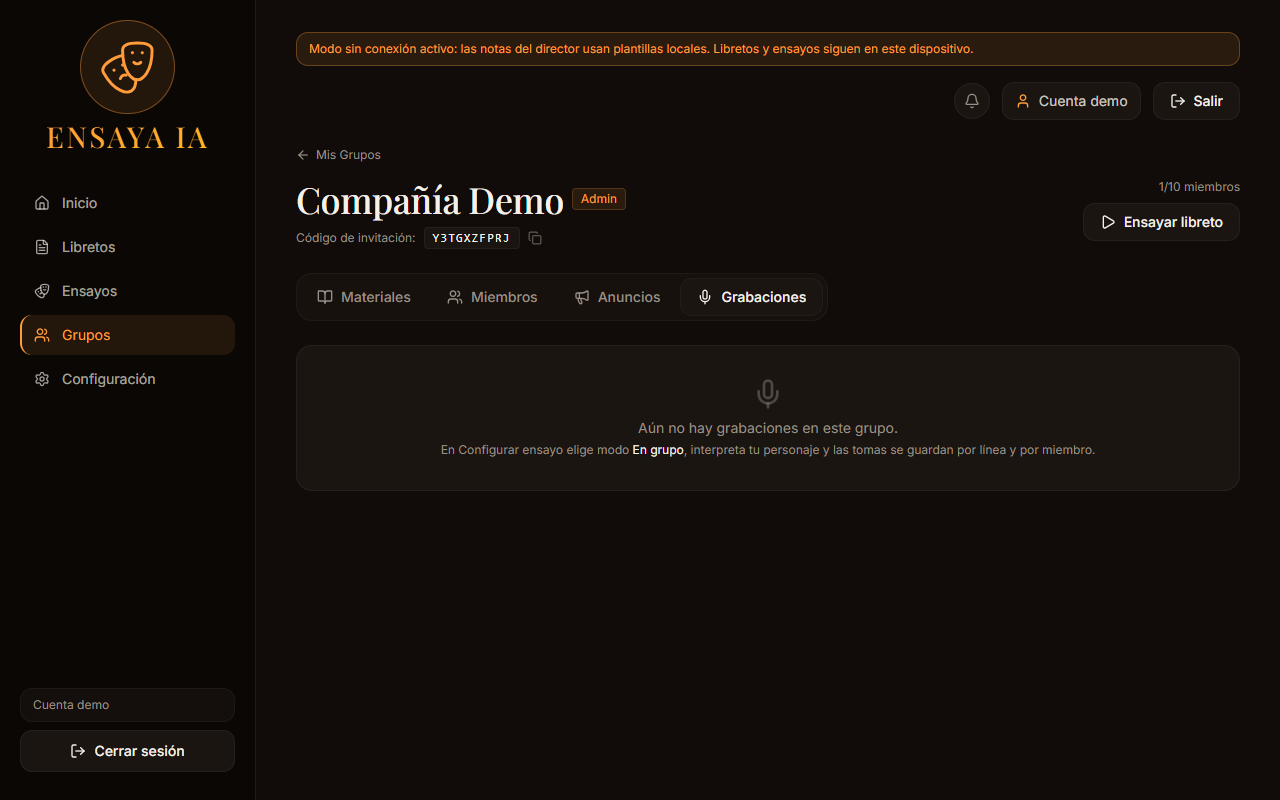 ENSAYA IA
Inicio
Libretos
Ensayos
Grupos
Configuración
Cuenta demo
Cerrar sesión
Modo sin conexión activo: las notas del director usan plantillas locales. Libretos y ensayos siguen en este dispositivo.
Cuenta demo
Salir
Mis Grupos
Compañía Demo
Admin
1/10 miembros
Código de invitación: Y3TGXZFPRJ
Ensayar libreto
Materiales
Miembros
Anuncios
Grabaciones
Aún no hay grabaciones en este grupo.
En Configurar ensayo elige modo En grupo, interpreta tu personaje y las tomas se guardan por línea y por miembro.